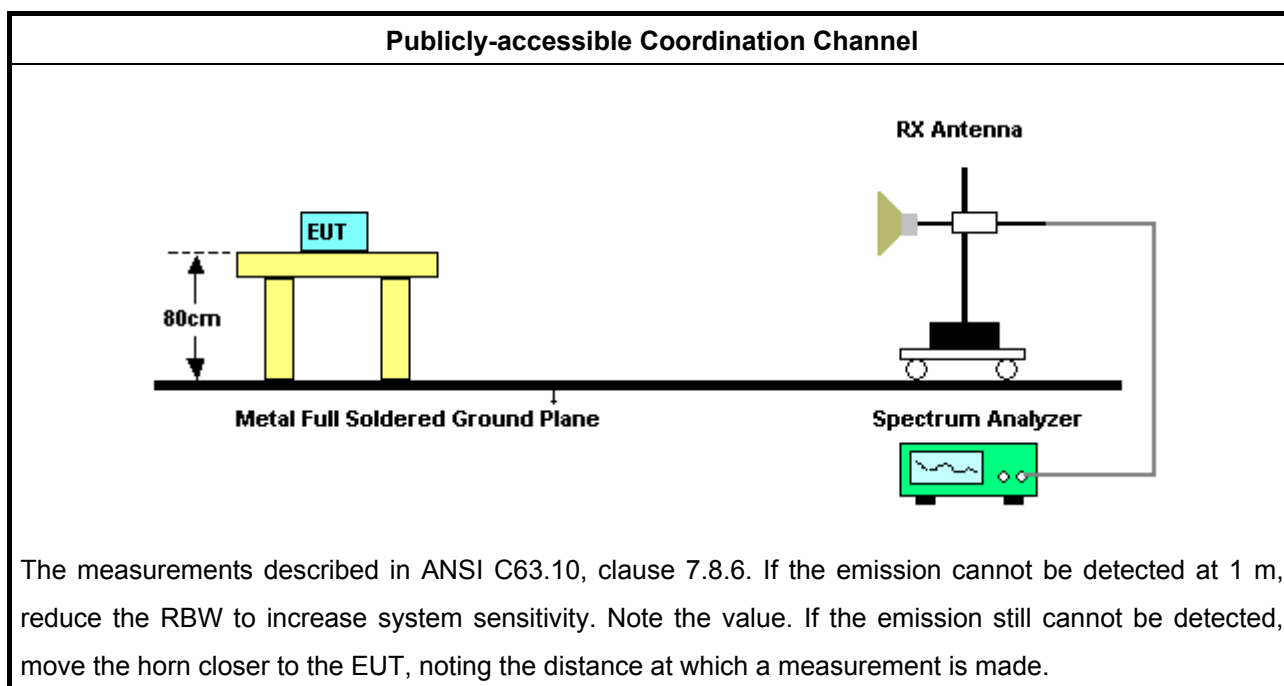 Publicly-accessible Coordination Channel
RX Antenna
EUT
80cm
Metal Full Soldered Ground Plane
Spectrum Analyzer
The measurements described in ANSI C63.10, clause 7.8.6. If the emission cannot be detected at 1 m,
reduce the RBW to increase system sensitivity. Note the value. If the emission still cannot be detected,
move the horn closer to the EUT, noting the distance at which a measurement is made.